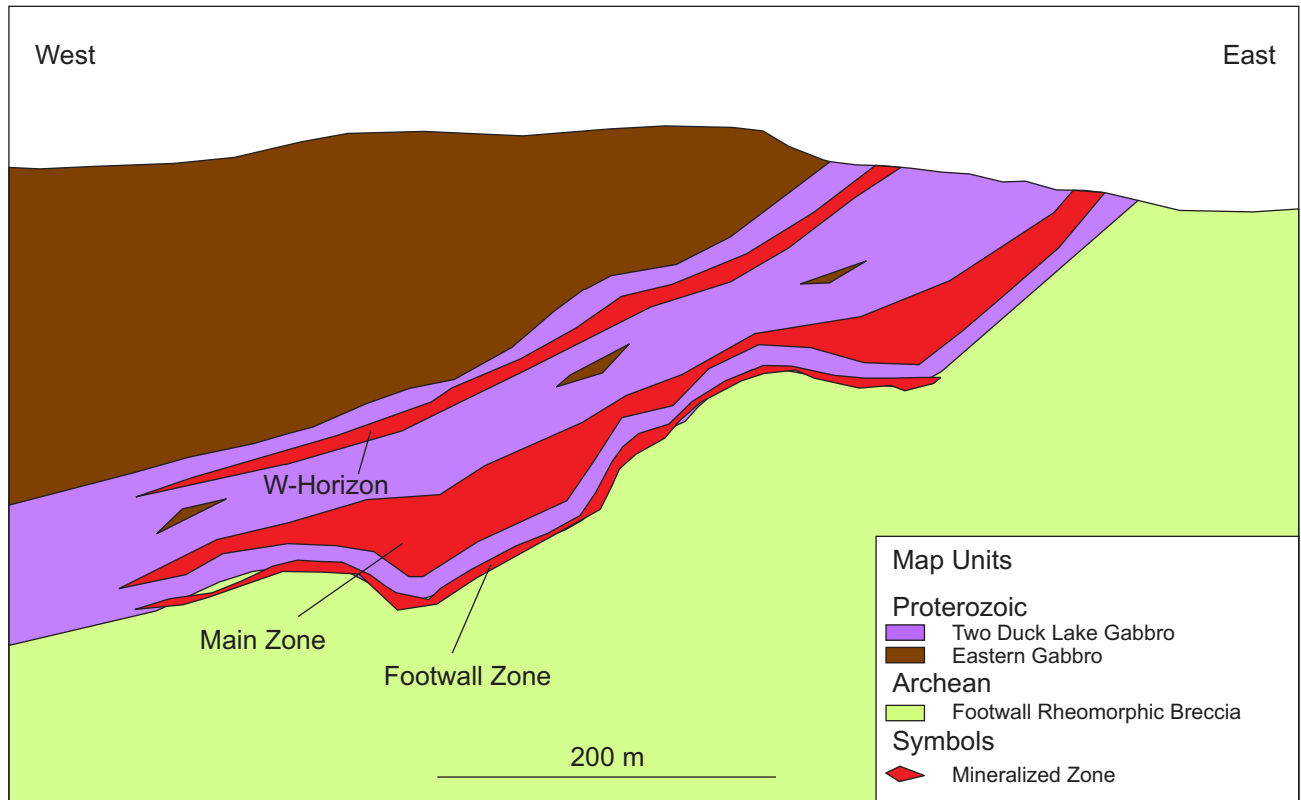 West
East
W-Horizon
Main Zone
Footwall Zone
200 m
Map Units
Proterozoic
Two Duck Lake Gabbro
Eastern Gabbro
Archean
Footwall Rheomorphic Breccia
Symbols
Mineralized Zone